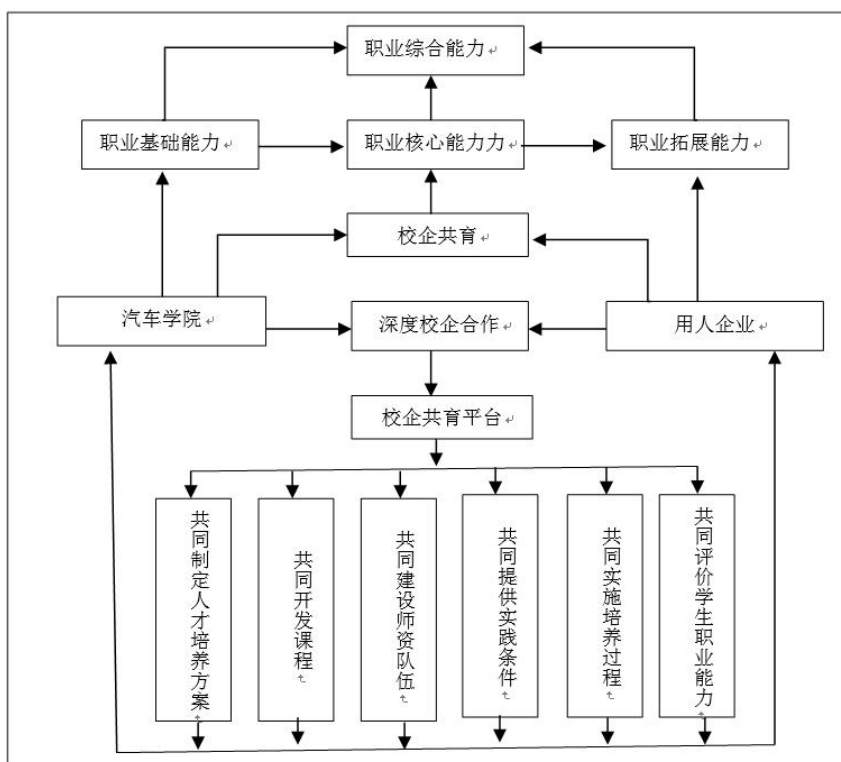 职业综合能力
职业基础能力
职业核心能力力
职业拓展能力
校企共育
汽车学院
深度校企合作
用人企业
校企共育平台
共同制定人才培养方案
共同开发课程
共同建设师资队伍
共同提供实践条件
共同实施培养过程
共同评价学生职业能力